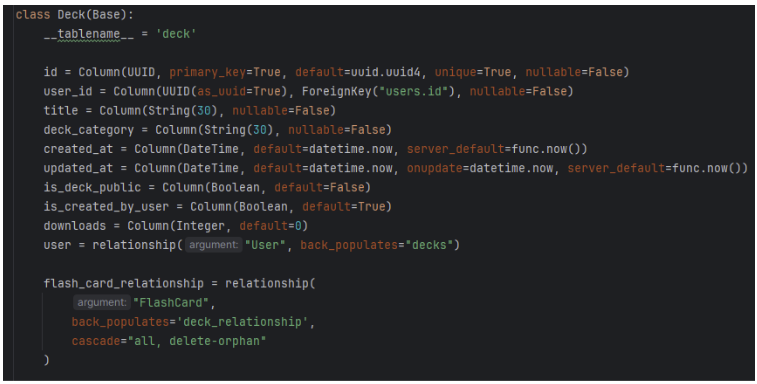 class Deck(Base):
    __tablename__ = 'deck'

    id = Column(UUID, primary_key=True, default=uuid.uuid4, unique=True, nullable=False)
    user_id = Column(UUID(as_uuid=True), ForeignKey("users.id"), nullable=False)
    title = Column(String(30), nullable=False)
    deck_category = Column(String(30), nullable=False)
    created_at = Column(DateTime, default=datetime.now, server_default=func.now())
    updated_at = Column(DateTime, default=datetime.now, onupdate=datetime.now, server_default=func.now())
    is_deck_public = Column(Boolean, default=False)
    is_created_by_user = Column(Boolean, default=True)
    downloads = Column(Integer, default=0)
    user = relationship( argument: "User", back_populates="decks")

    flash_card_relationship = relationship(
        argument: "FlashCard",
        back_populates='deck_relationship',
        cascade="all, delete-orphan"
    )